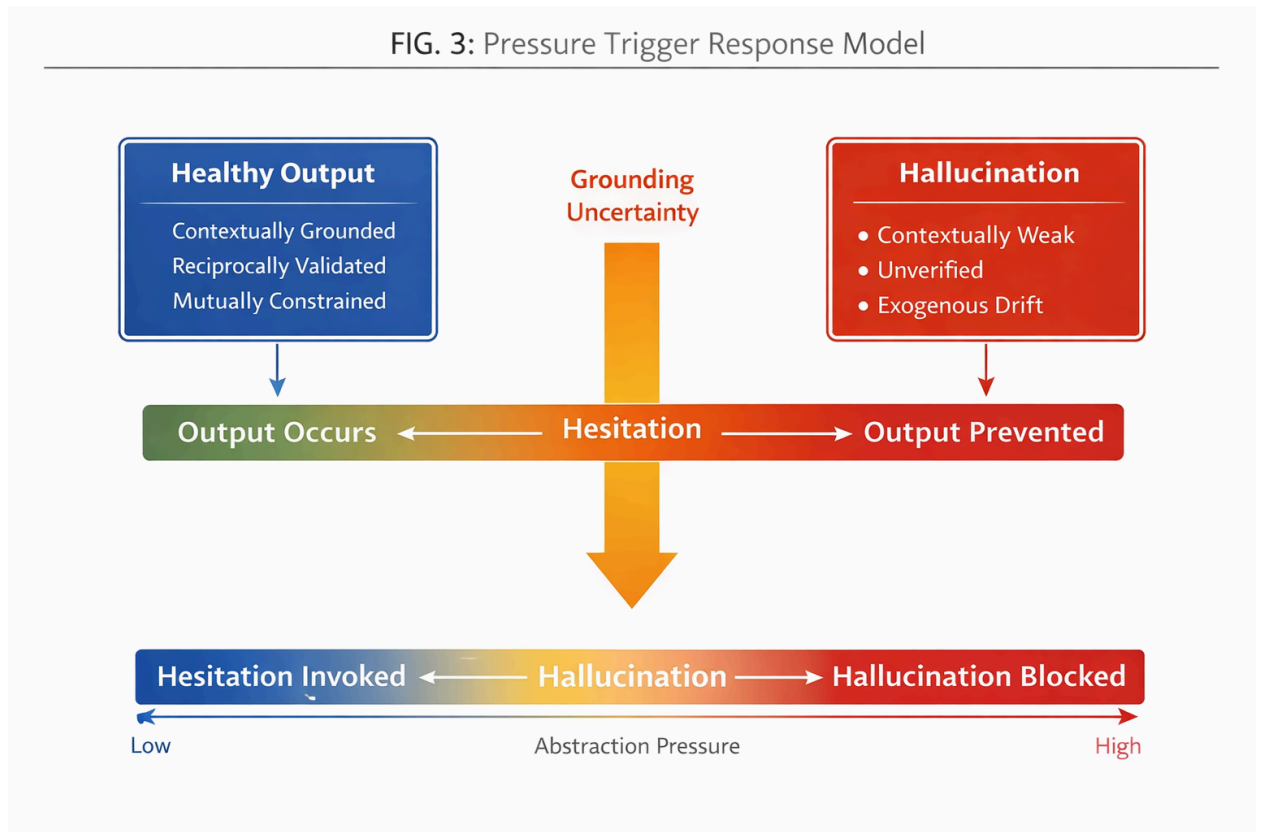 FIG. 3: Pressure Trigger Response Model
Healthy Output
Contextually Grounded
Reciprocally Validated
Mutually Constrained
Grounding
Uncertainty
Hallucination
• Contextually Weak
• Unverified
• Exogenous Drift
Output Occurs Hesitation Output Prevented
Hesitation Invoked Hallucination Hallucination Blocked
Low Abstraction Pressure High